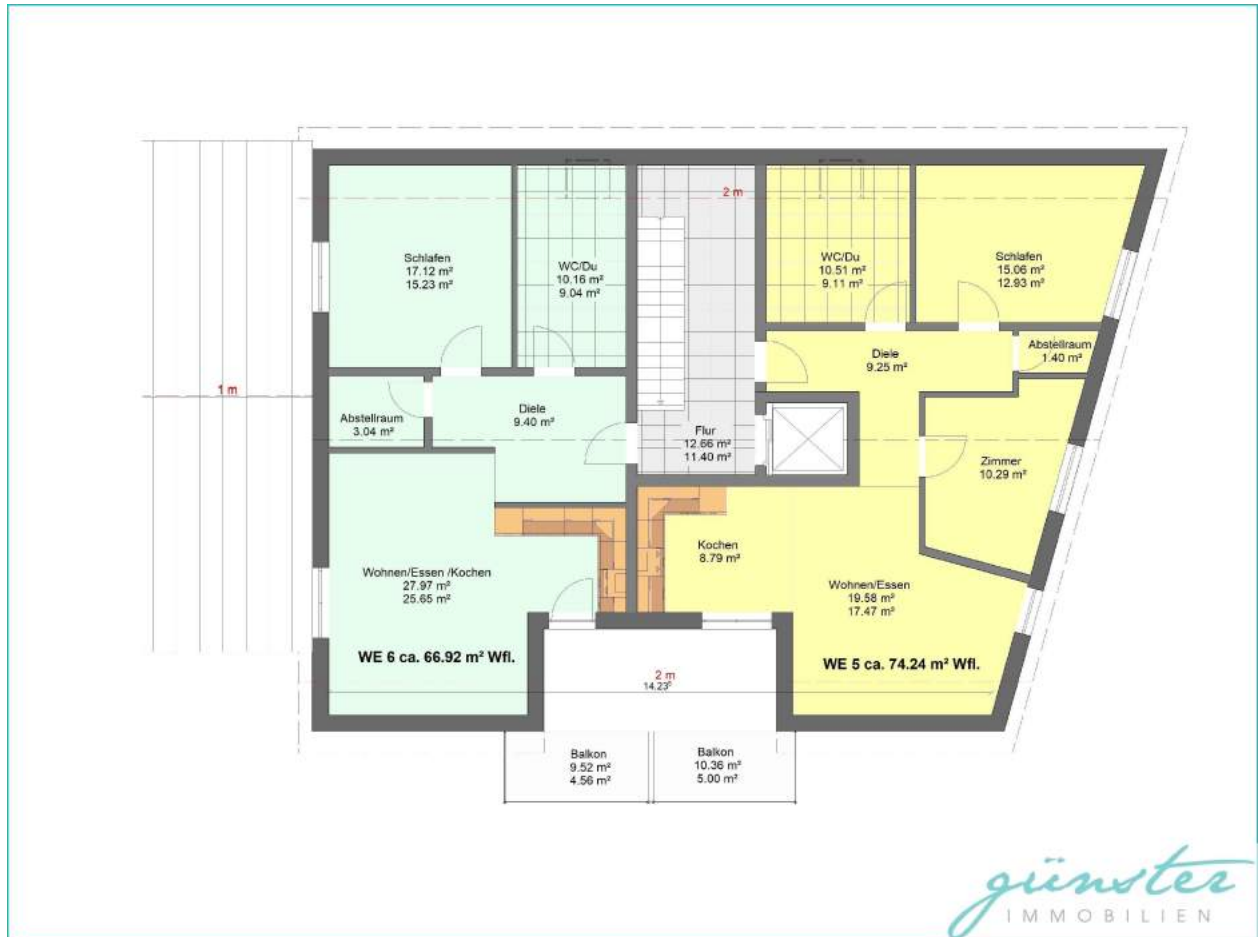 2 m
Schlafen
17.12 m²
15.23 m²
WC/Du
10.16 m²
9.04 m²
WC/Du
10.51 m²
9.11 m²
Schlafen
15.06 m²
12.93 m²
1 m
Abstellraum
3.04 m²
Diele
9.40 m²
Flur
12.66 m²
11.40 m²
Diele
9.25 m²
Abstellraum
1.40 m²
Zimmer
10.29 m²
Wohnen/Essen /Kochen
27.97 m²
25.65 m²
WE 6 ca. 66.92 m² Wfl.
Kochen
8.79 m²
Wohnen/Essen
19.58 m²
17.47 m²
WE 5 ca. 74.24 m² Wfl.
2 m
14.23⁰
Balkon
9.52 m²
4.56 m²
Balkon
10.36 m²
5.00 m²
günster
IMMOBILIEN